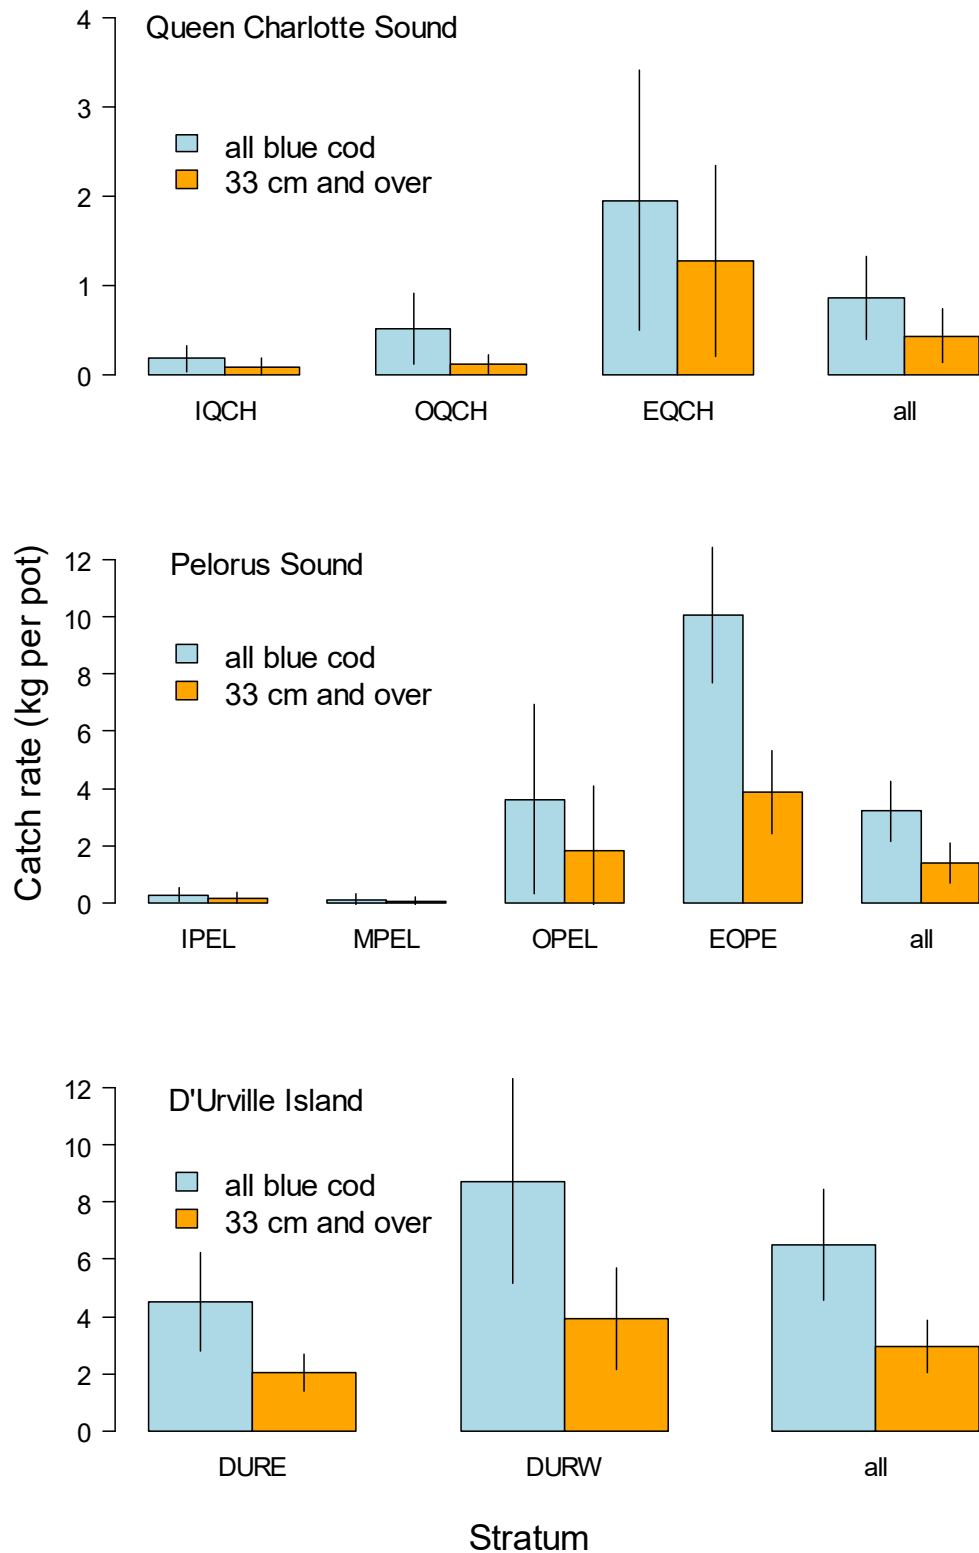 Queen Charlotte Sound
all blue cod
33 cm and over
4
3
2
1
0
IQCH OQCH EQCH all
Catch rate (kg per pot)
Pelorus Sound
all blue cod
33 cm and over
12
10
8
6
4
2
0
IPEL MPEL OPEL EOPE all
D'Urville Island
all blue cod
33 cm and over
12
10
8
6
4
2
0
DURE DURW all
Stratum